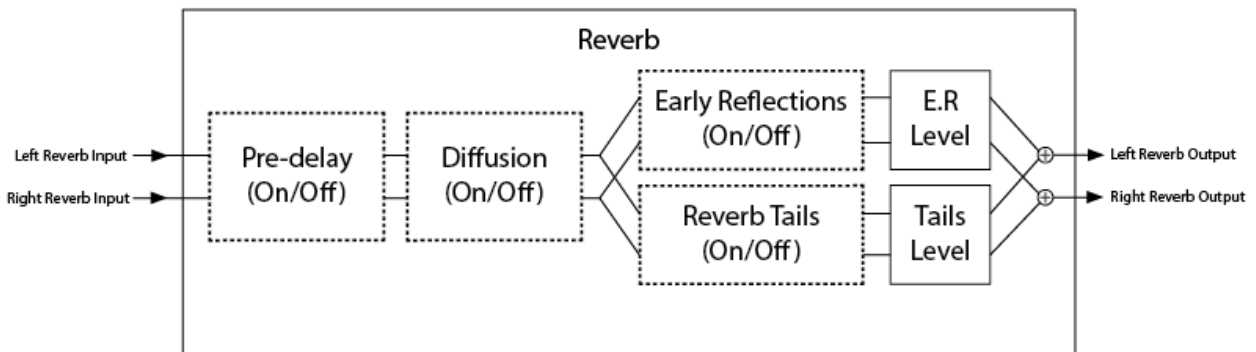 Reverb
Left Reverb Input
Right Reverb Input
Pre-delay
(On/Off)
Diffusion
(On/Off)
Early Reflections
(On/Off)
E.R
Level
Reverb Tails
(On/Off)
Tails
Level
Left Reverb Output
Right Reverb Output